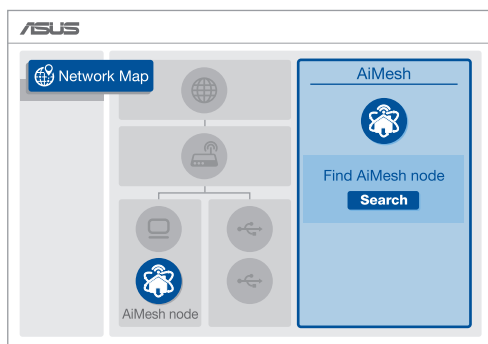 ASUS
Network Map
AiMesh
Find AiMesh node
Search
AiMesh node